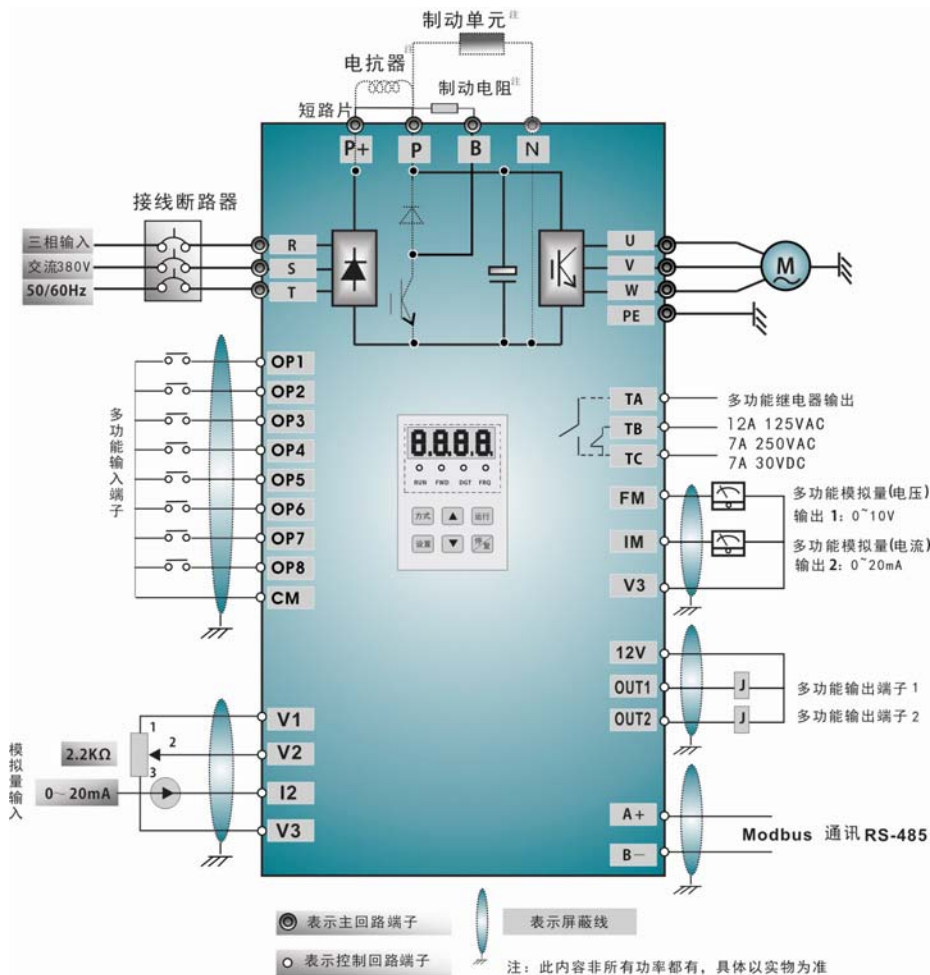 制动单元注
电抗器注
制动电阻注
短路片
P+
P
B
N
接线断路器
三相输入
交流380V
50/60Hz
R
S
T
U
V
W
PE
M
多功能输入端子
OP1
OP2
OP3
OP4
OP5
OP6
OP7
OP8
CM
8.8.8.8
RUN FWD DGT FRQ
方式 ▲ 运行
设置 ▼
TA
TB
TC
多功能继电器输出
12A 125VAC
7A 250VAC
7A 30VDC
FM
IM
V3
多功能模拟量(电压)
输出 1: 0~10V
多功能模拟量(电流)
输出 2: 0~20mA
12V
OUT1
OUT2
J
J
多功能输出端子1
多功能输出端子2
模拟量输入
1
2
3
2.2KΩ
0~20mA
V1
V2
I2
V3
A+
B−
Modbus 通讯 RS-485
表示主回路端子
表示屏蔽线
表示控制回路端子
注: 此内容非所有功率都有, 具体以实物为准